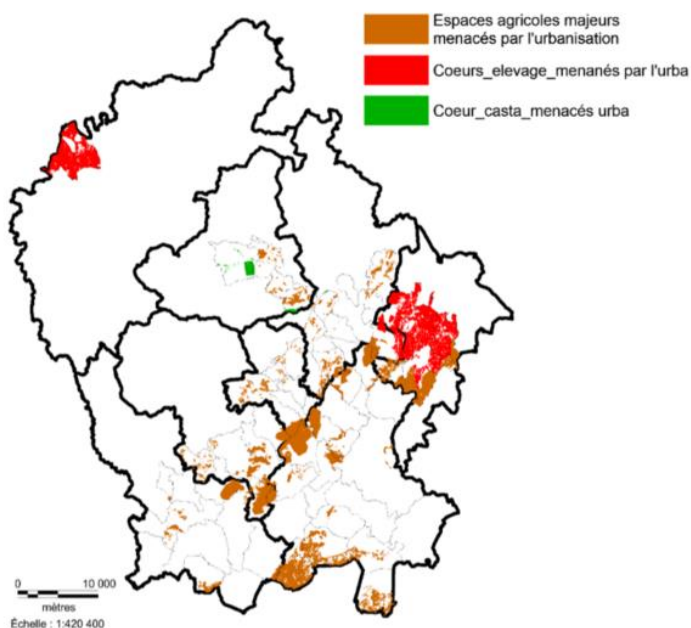 Espaces agricoles majeurs
menacés par l'urbanisation
Coeurs_elevage_menanés par l'urba
Coeur_casta_menacés urba
0 10 000
mètres
Échelle : 1:420 400